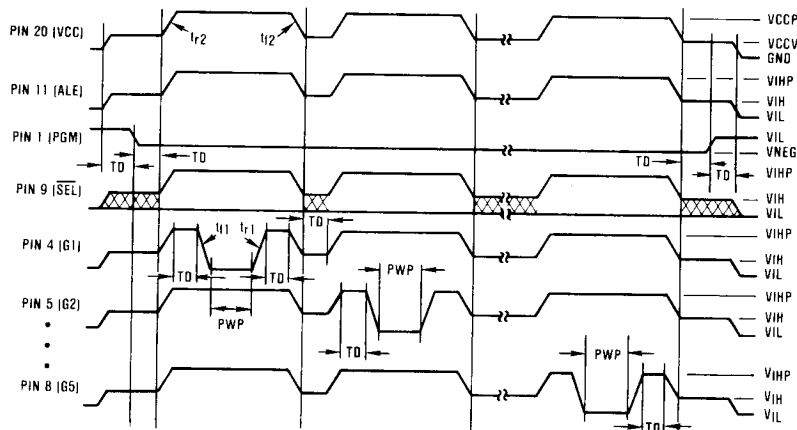 VCCP
PIN 20 (VCC)
tr2
tf2
VCCV
GND
VIHP
PIN 11 (ALE)
VIH
VIL
PIN 1 (PGM)
VIL
VNEG
TD
TD
TD
TD
VIHP
PIN 9 (SEL)
VIH
VIL
TD
VIHP
PIN 4 (G1)
tf1
tr1
VIH
VIL
TD
TD
PWP
VIHP
PIN 5 (G2)
PWP
VIH
VIL
TD
PWP
VIHP
PIN 8 (G5)
VIH
VIL
TD